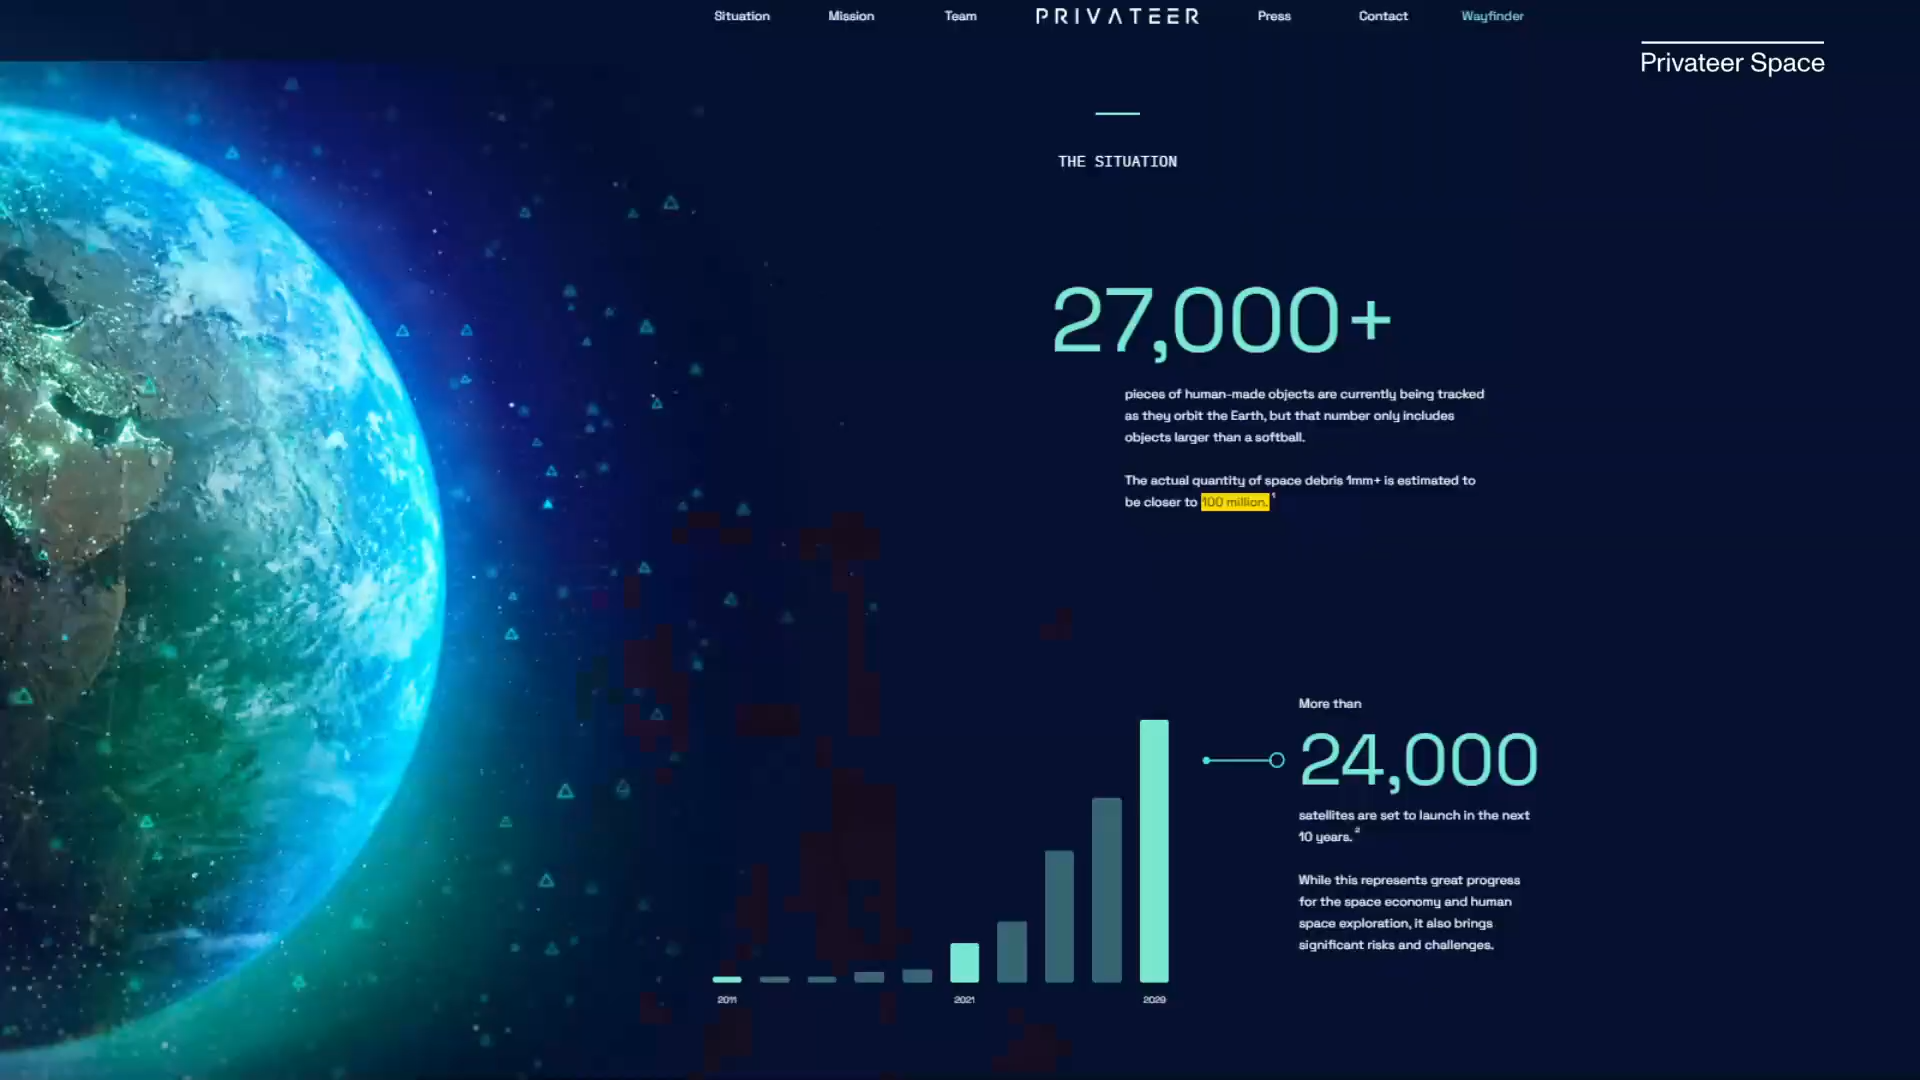 Situation
Mission
Team
PRIVATEER
Press
Contact
Wayfinder
Privateer Space
THE SITUATION
27,000+
pieces of human-made objects are currently being tracked
as they orbit the Earth, but that number only includes
objects larger than a softball.
The actual quantity of space debris 1mm+ is estimated to
be closer to 100 million. 1
More than
24,000
satellites are set to launch in the next
10 years. 2
While this represents great progress
for the space economy and human
space exploration, it also brings
significant risks and challenges.
2011
2021
2029